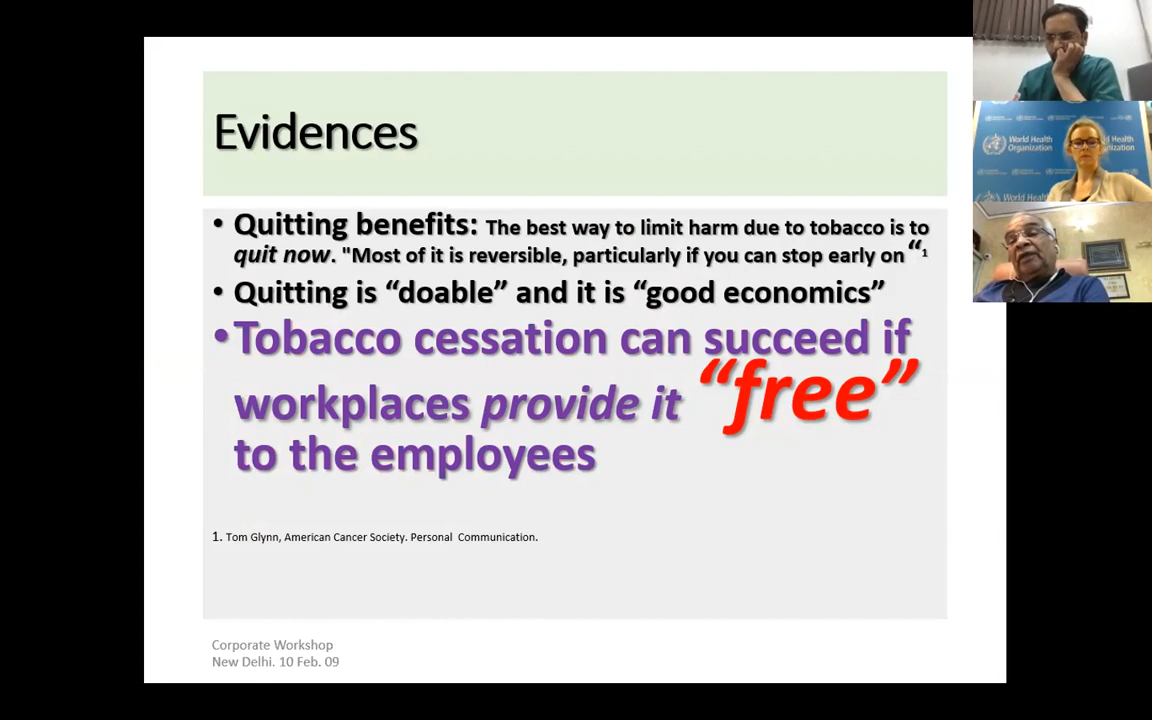 Evidences
• Quitting benefits: The best way to limit harm due to tobacco is to
quit now. "Most of it is reversible, particularly if you can stop early on“1
• Quitting is “doable” and it is “good economics”
•Tobacco cessation can succeed if
workplaces provide it “free”
to the employees
1. Tom Glynn, American Cancer Society. Personal Communication.
Corporate Workshop
New Delhi. 10 Feb. 09
World Health
Organization
World Health